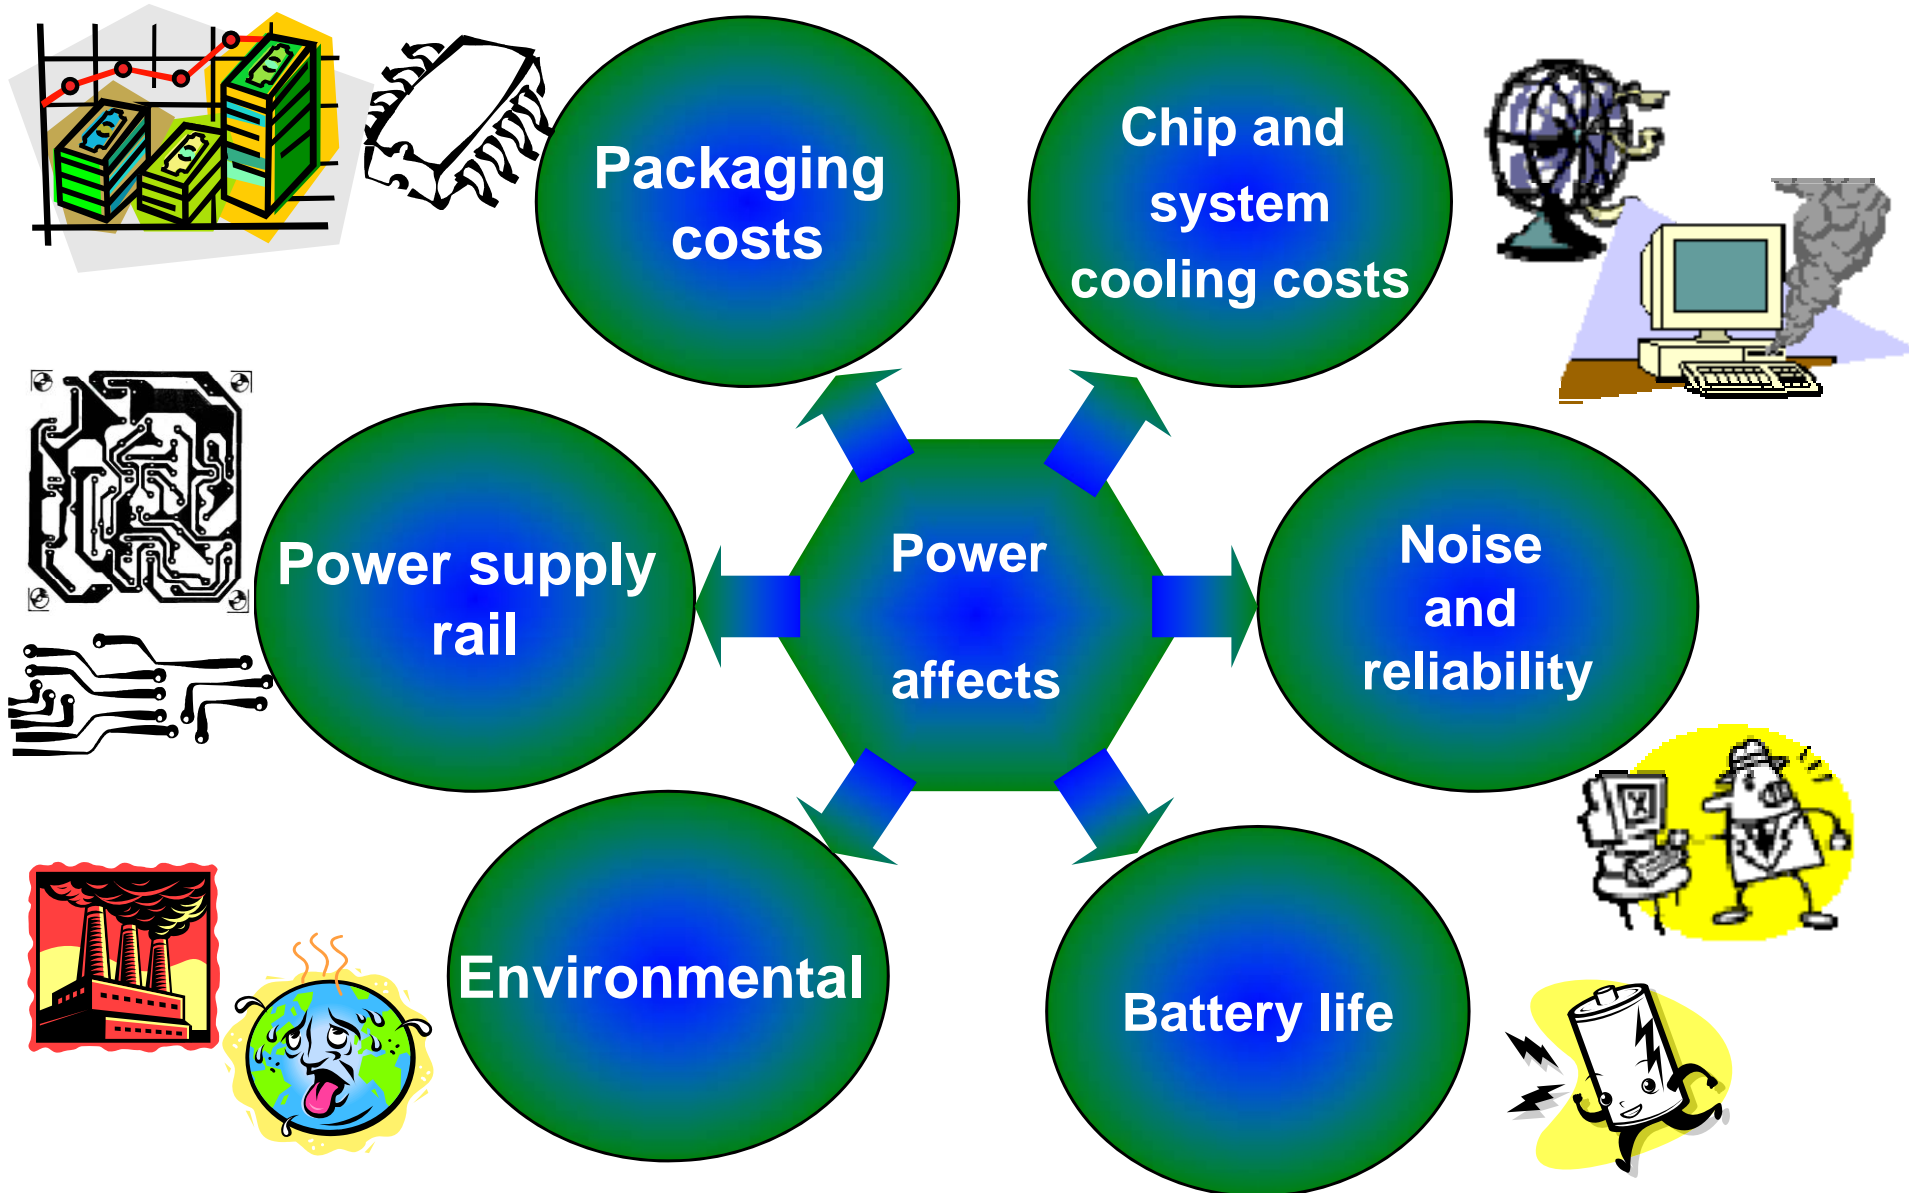 Packaging
costs
Chip and
system
cooling costs
Power supply
rail
Power
affects
Noise
and
reliability
Environmental
Battery life